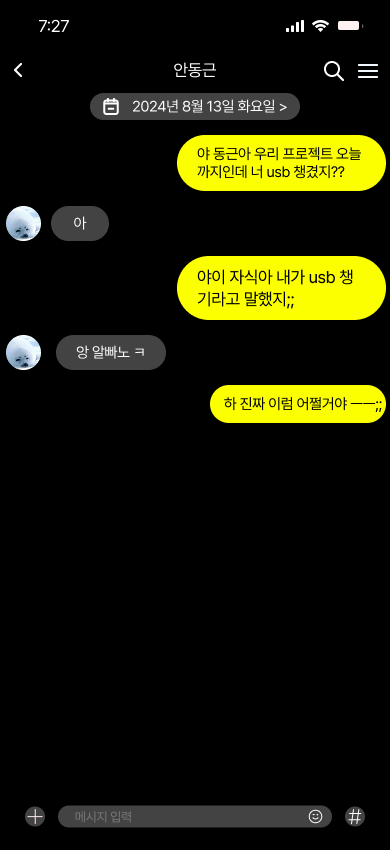 7:27
안동근
2024년 8월 13일 화요일 >
야 동근아 우리 프로젝트 오늘
까지인데 너 usb 챙겼지??
아
야이 자식아 내가 usb 챙
기라고 말했지;;
앙 알빠노 ㅋ
하 진짜 이럼 어쩔거야 ㅡㅡ;;
메시지 입력
#